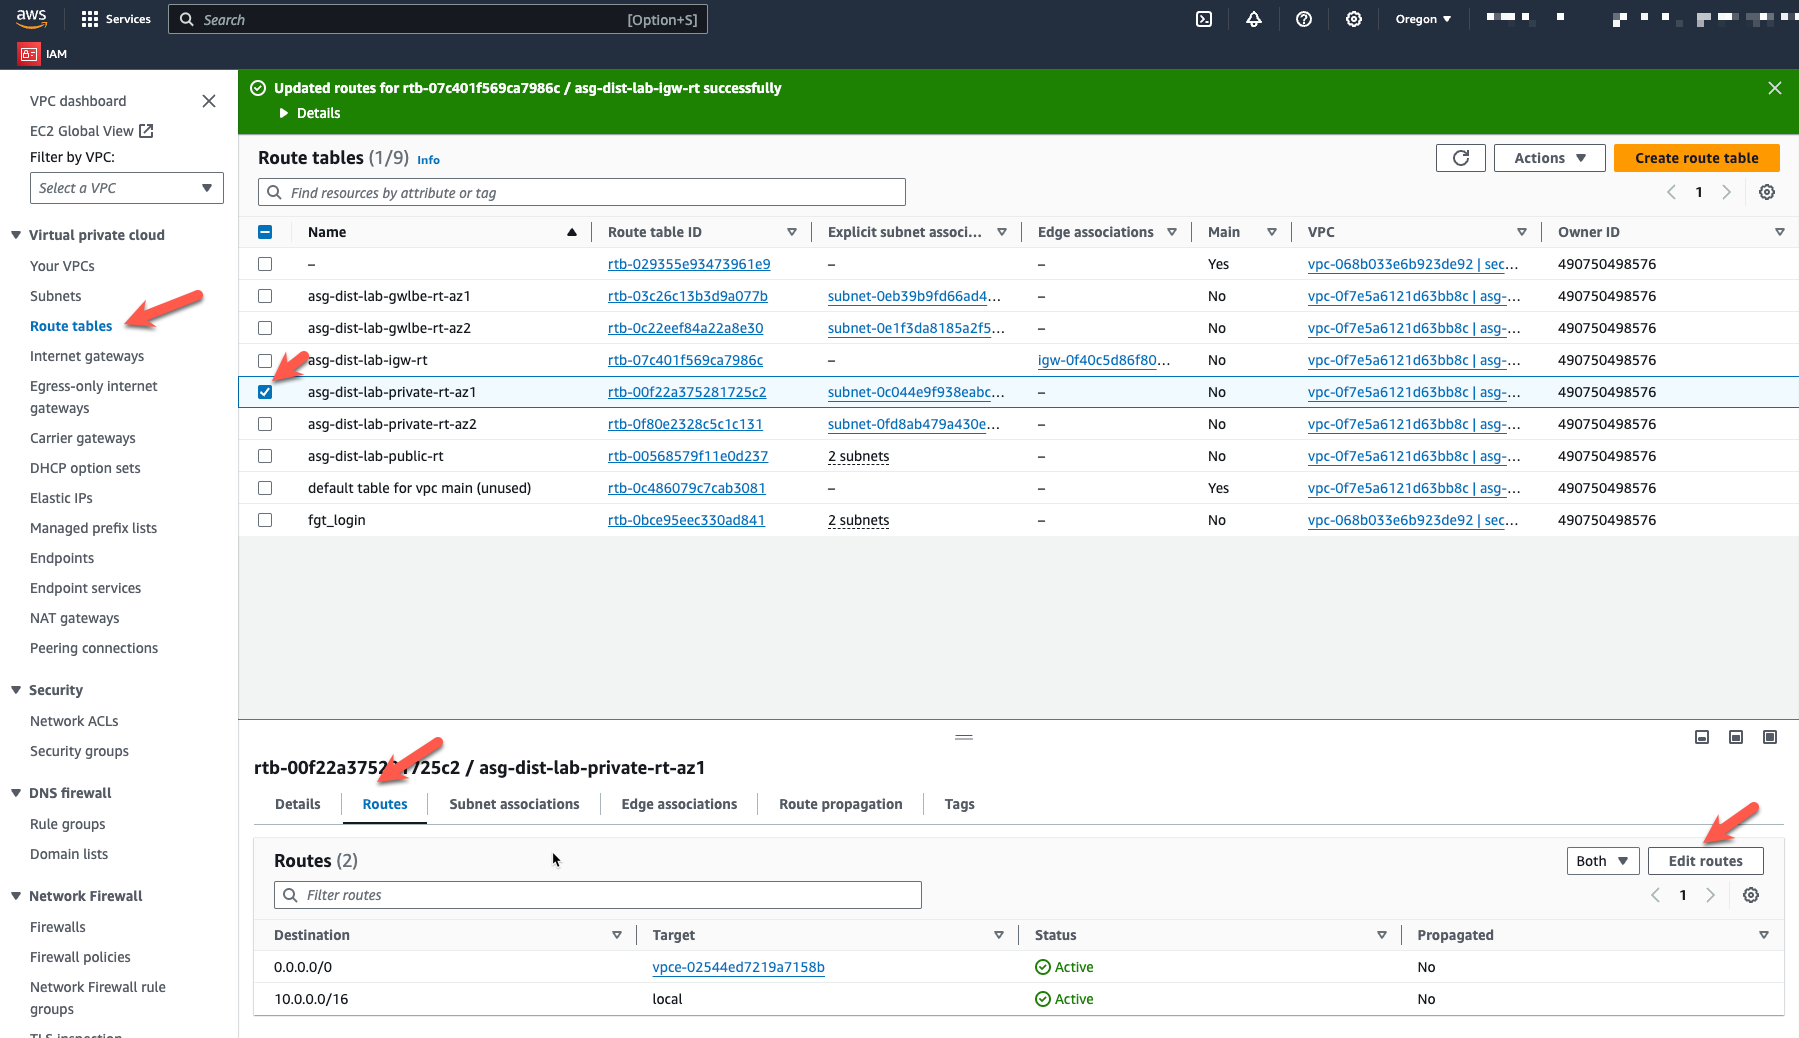 aws Services Search [Option+S] Oregon
IAM
VPC dashboard
EC2 Global View
Filter by VPC:
Select a VPC
Virtual private cloud
Your VPCs
Subnets
Route tables
Internet gateways
Egress-only internet
gateways
Carrier gateways
DHCP option sets
Elastic IPs
Managed prefix lists
Endpoints
Endpoint services
NAT gateways
Peering connections
Security
Network ACLs
Security groups
DNS firewall
Rule groups
Domain lists
Network Firewall
Firewalls
Firewall policies
Network Firewall rule
groups
TLS inspection
Updated routes for rtb-07c401f569ca7986c / asg-dist-lab-igw-rt successfully
Details
Route tables (1/9) Info Actions Create route table
Find resources by attribute or tag 1
Name Route table ID Explicit subnet associ... Edge associations Main VPC Owner ID
– rtb-029355e93473961e9 – – Yes vpc-068b033e6b923de92 | sec... 490750498576
asg-dist-lab-gwlbe-rt-az1 rtb-03c26c13b3d9a077b subnet-0eb39b9fd66ad4... – No vpc-0f7e5a6121d63bb8c | asg-... 490750498576
asg-dist-lab-gwlbe-rt-az2 rtb-0c22eef84a22a8e30 subnet-0e1f3da8185a2f5... – No vpc-0f7e5a6121d63bb8c | asg-... 490750498576
asg-dist-lab-igw-rt rtb-07c401f569ca7986c – igw-0f40c5d86f80... No vpc-0f7e5a6121d63bb8c | asg-... 490750498576
asg-dist-lab-private-rt-az1 rtb-00f22a375281725c2 subnet-0c044e9f938eabc... – No vpc-0f7e5a6121d63bb8c | asg-... 490750498576
asg-dist-lab-private-rt-az2 rtb-0f80e2328c5c1c131 subnet-0fd8ab479a430e... – No vpc-0f7e5a6121d63bb8c | asg-... 490750498576
asg-dist-lab-public-rt rtb-00568579f11e0d237 2 subnets – No vpc-0f7e5a6121d63bb8c | asg-... 490750498576
default table for vpc main (unused) rtb-0c486079c7cab3081 – – Yes vpc-0f7e5a6121d63bb8c | asg-... 490750498576
fgt_login rtb-0bce95eec330ad841 2 subnets – No vpc-068b033e6b923de92 | sec... 490750498576
rtb-00f22a375281725c2 / asg-dist-lab-private-rt-az1
Details Routes Subnet associations Edge associations Route propagation Tags
Routes (2) Both Edit routes
Filter routes 1
Destination Target Status Propagated
0.0.0.0/0 vpce-02544ed7219a7158b Active No
10.0.0.0/16 local Active No